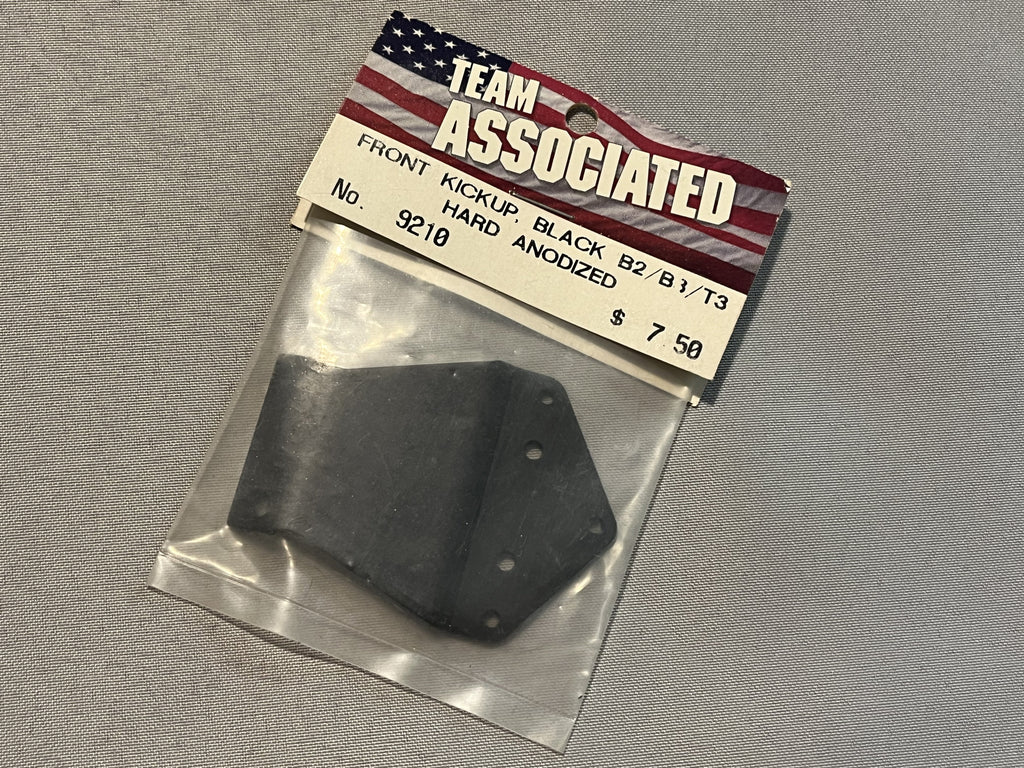 TEAM
ASSOCIATED
FRONT KICKUP, BLACK B2/B3/T3
HARD ANODIZED
No. 9210
$ 7.50